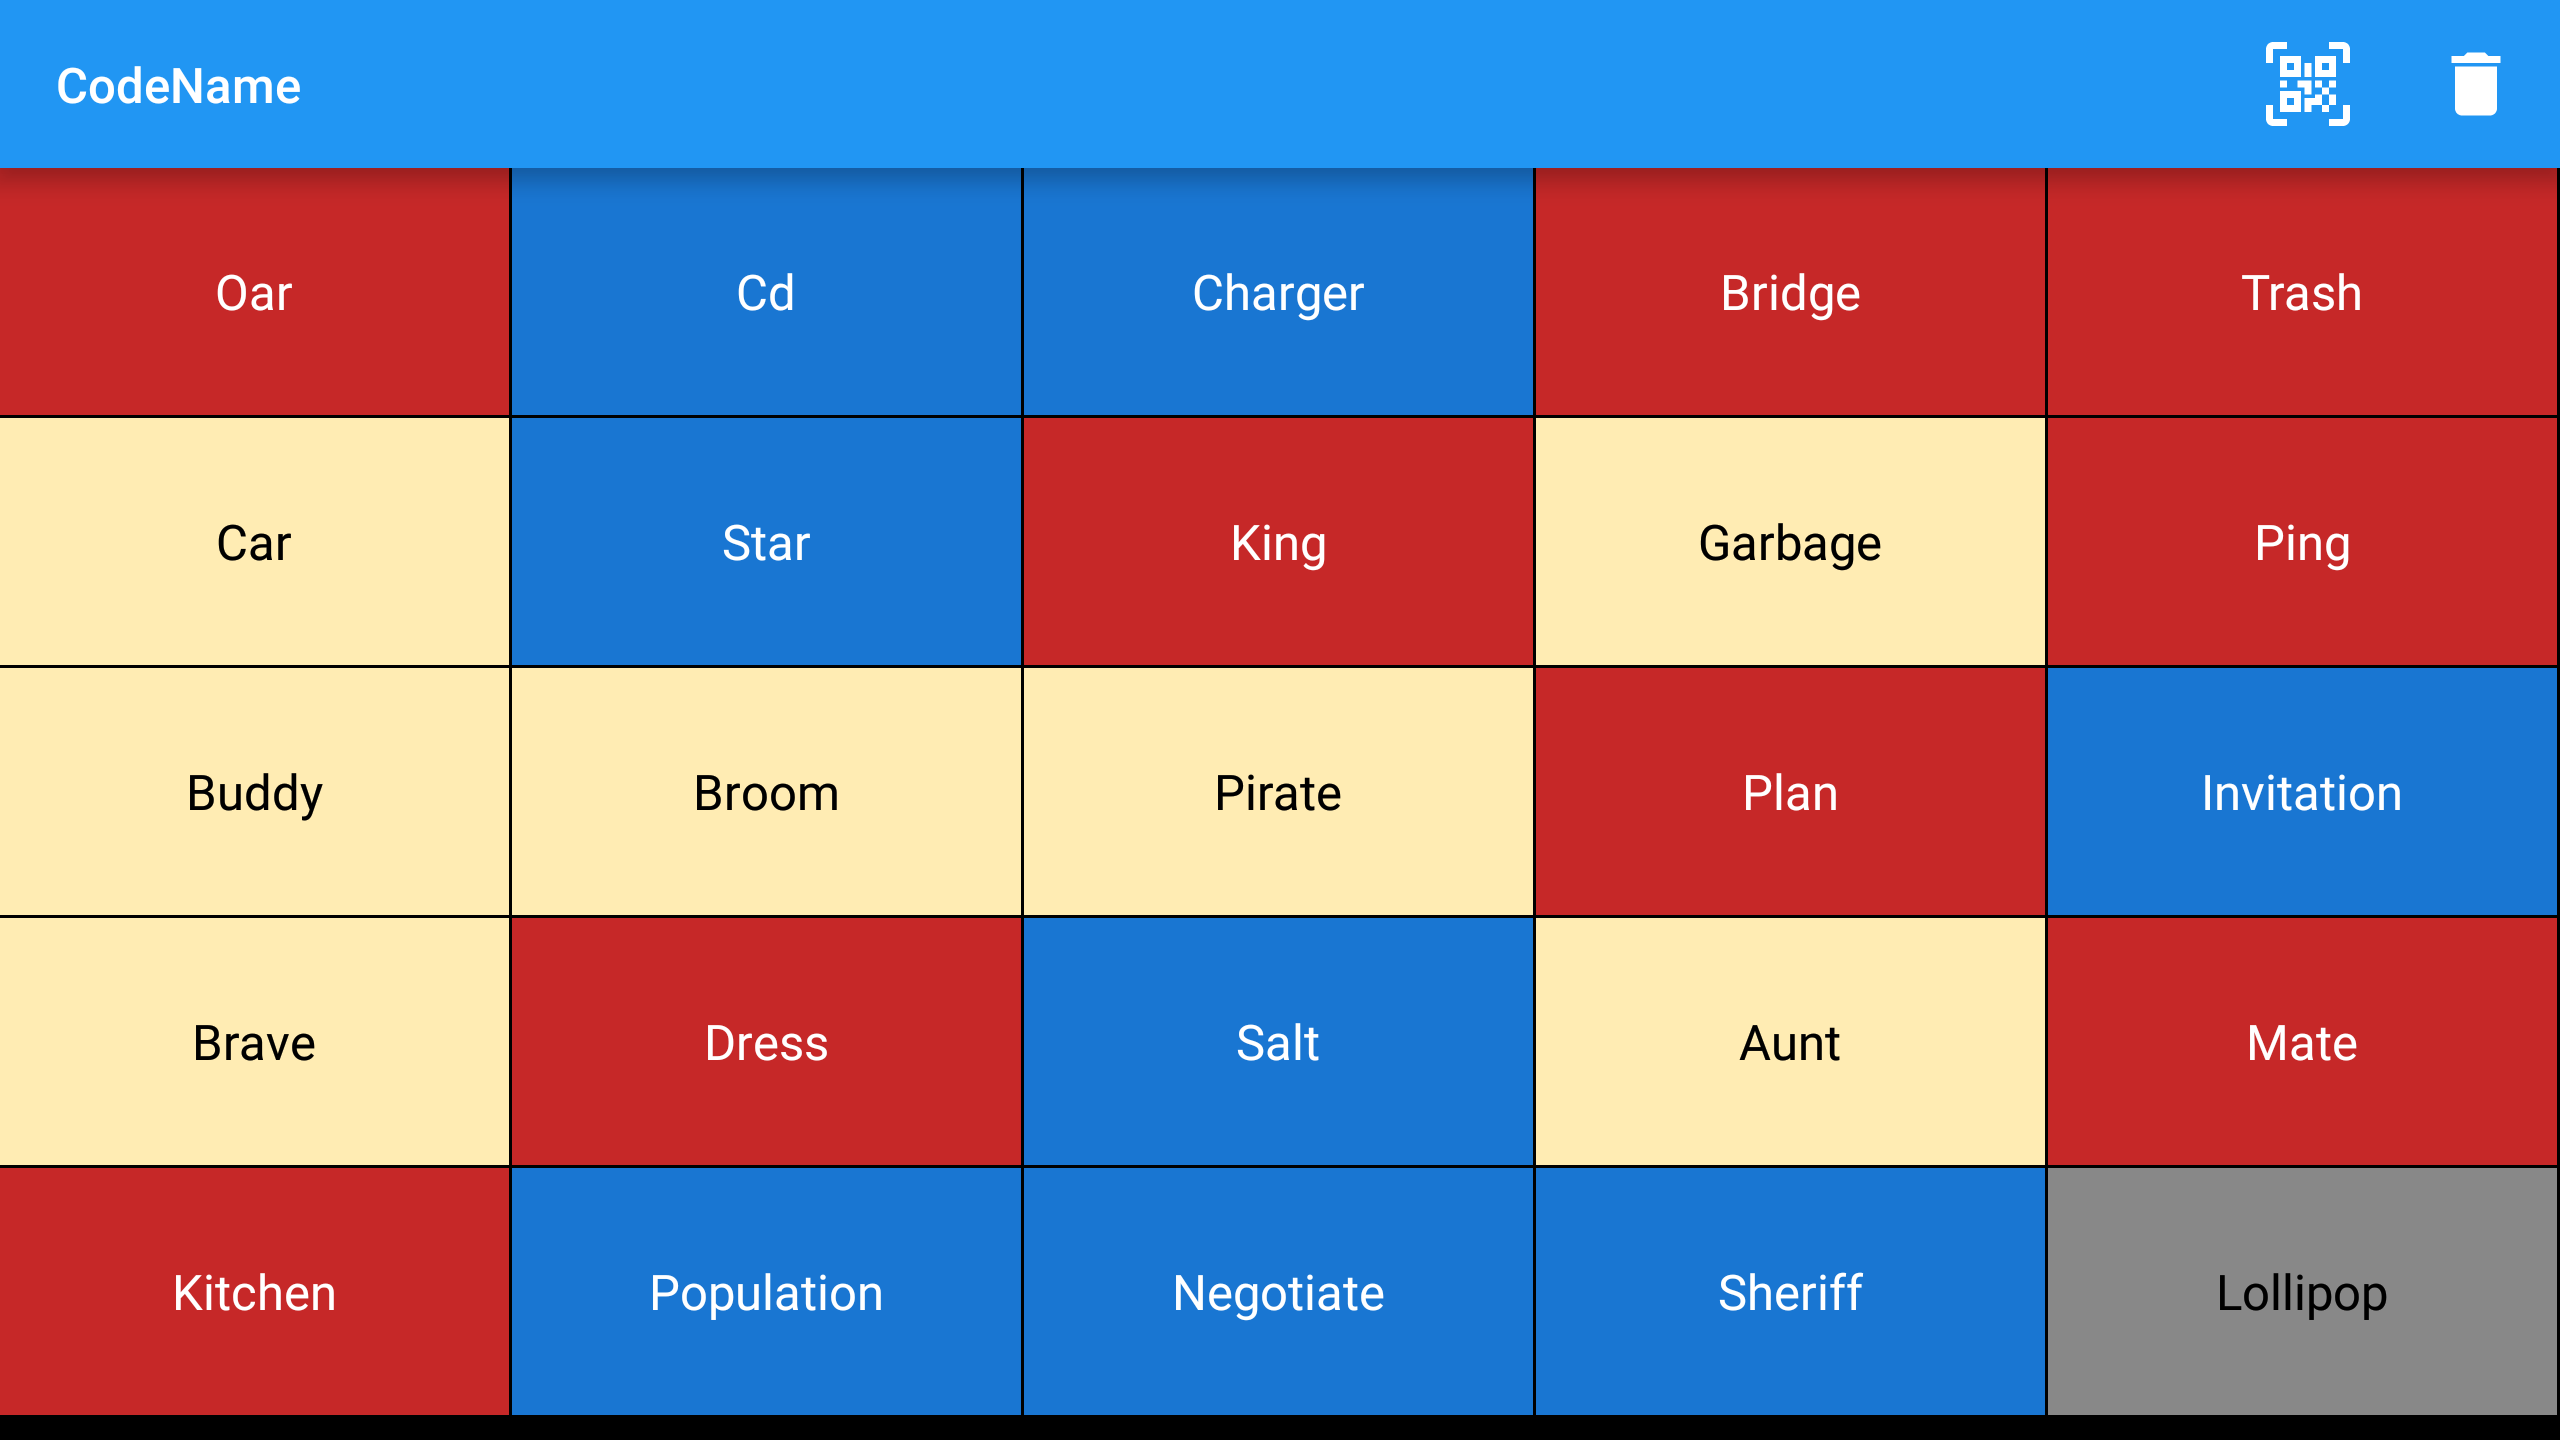 CodeName
Oar Cd Charger Bridge Trash
Car Star King Garbage Ping
Buddy Broom Pirate Plan Invitation
Brave Dress Salt Aunt Mate
Kitchen Population Negotiate Sheriff Lollipop